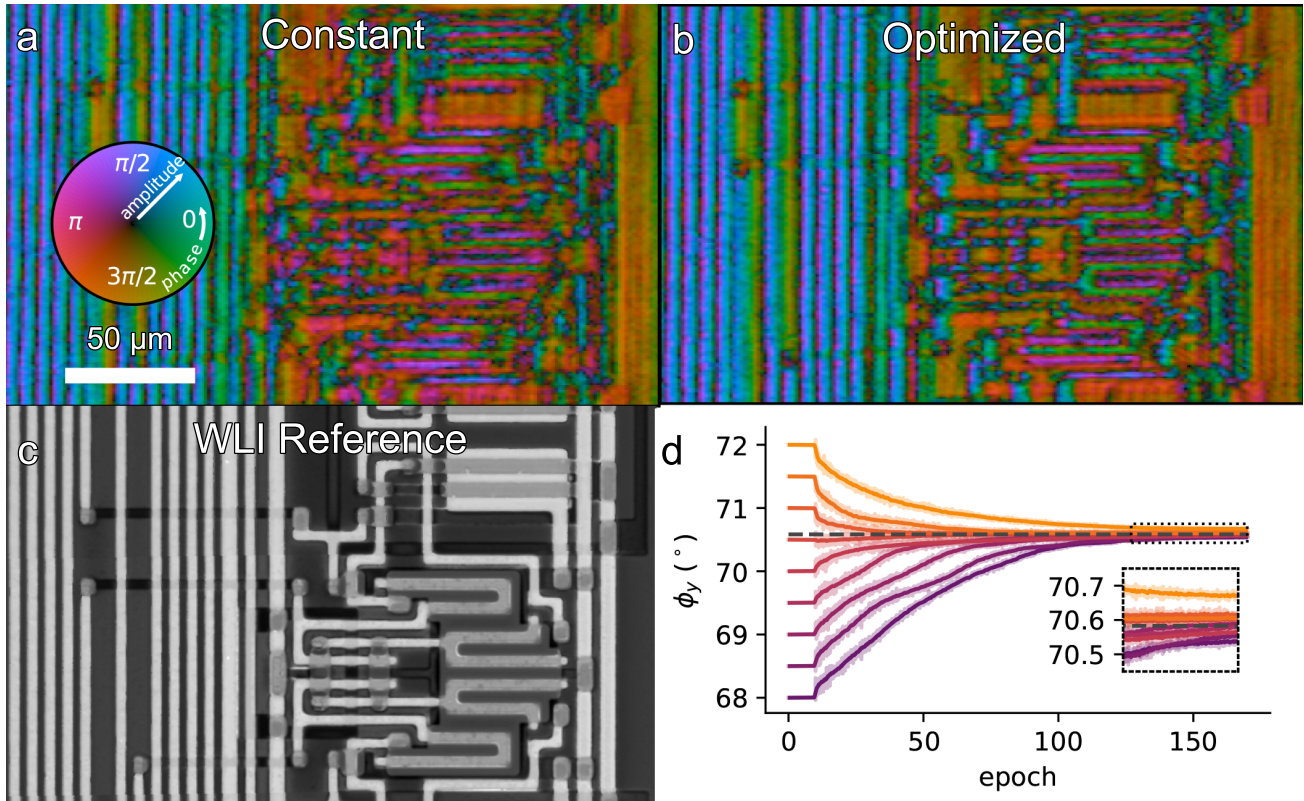 a
Constant
b
Optimized
π/2
amplitude
π
0
3π/2
phase
50 µm
c
WLI Reference
d
72
71
70
69
68
ϕy (°)
70.7
70.6
70.5
0
50
100
150
epoch